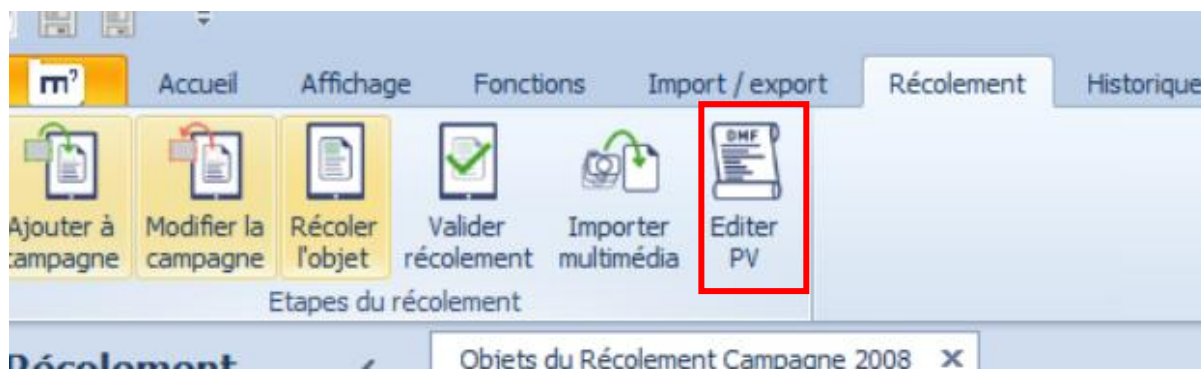 m?
Accueil Affichage Fonctions Import / export Récolement Historique
DMF
Ajouter à campagne
Modifier la campagne
Récoler l'objet
Valider récolement
Importer multimédia
Editer PV
Etapes du récolement
Récolement
Objets du Récolement Campagne 2008 X